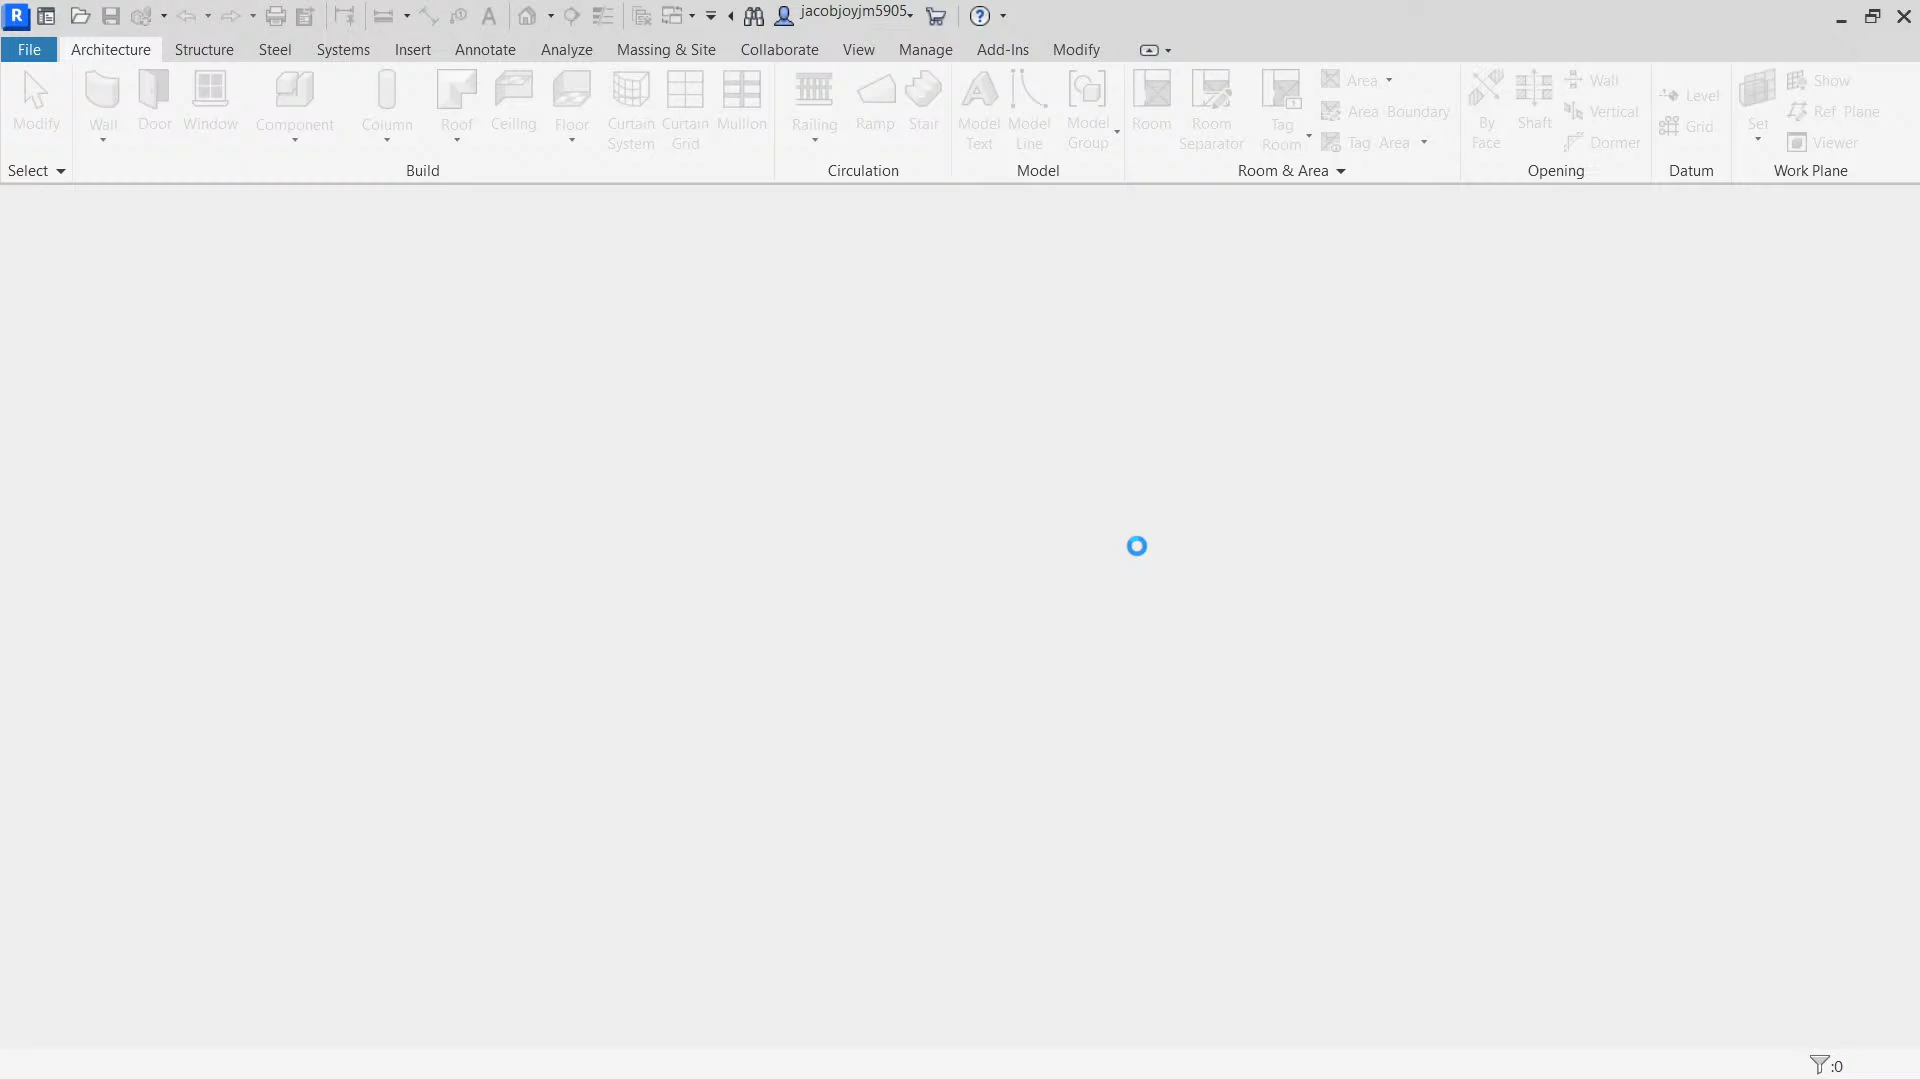 R jacobjoyjm5905 ?
File Architecture Structure Steel Systems Insert Annotate Analyze Massing & Site Collaborate View Manage Add-Ins Modify
Modify
Wall
Door
Window
Component
Column
Roof
Ceiling
Floor
Curtain
System
Curtain
Grid
Mullion
Railing
Ramp
Stair
Model
Text
Model
Line
Model
Group
Room
Room
Separator
Tag
Room
Area
Area Boundary
Tag Area
By
Face
Shaft
Wall
Vertical
Dormer
Level
Grid
Set
Show
Ref Plane
Viewer
Select Build Circulation Model Room & Area Opening Datum Work Plane
:0